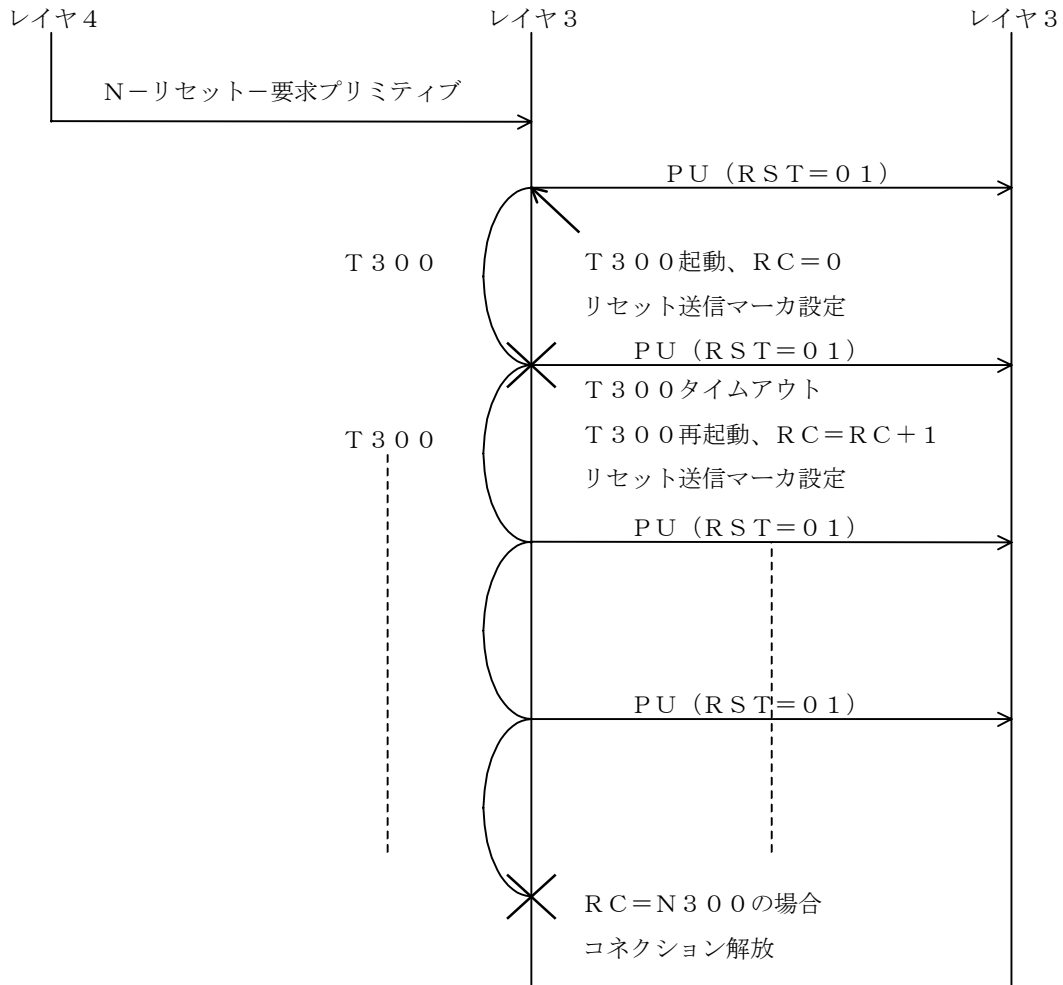 レイヤ４
レイヤ３
レイヤ３
Ｎ－リセット－要求プリミティブ
ＰＵ（ＲＳＴ＝０１）
Ｔ３００
Ｔ３００起動、ＲＣ＝０
リセット送信マーカ設定
ＰＵ（ＲＳＴ＝０１）
Ｔ３００タイムアウト
Ｔ３００
Ｔ３００再起動、ＲＣ＝ＲＣ＋１
リセット送信マーカ設定
ＰＵ（ＲＳＴ＝０１）
ＰＵ（ＲＳＴ＝０１）
ＲＣ＝Ｎ３００の場合
コネクション解放